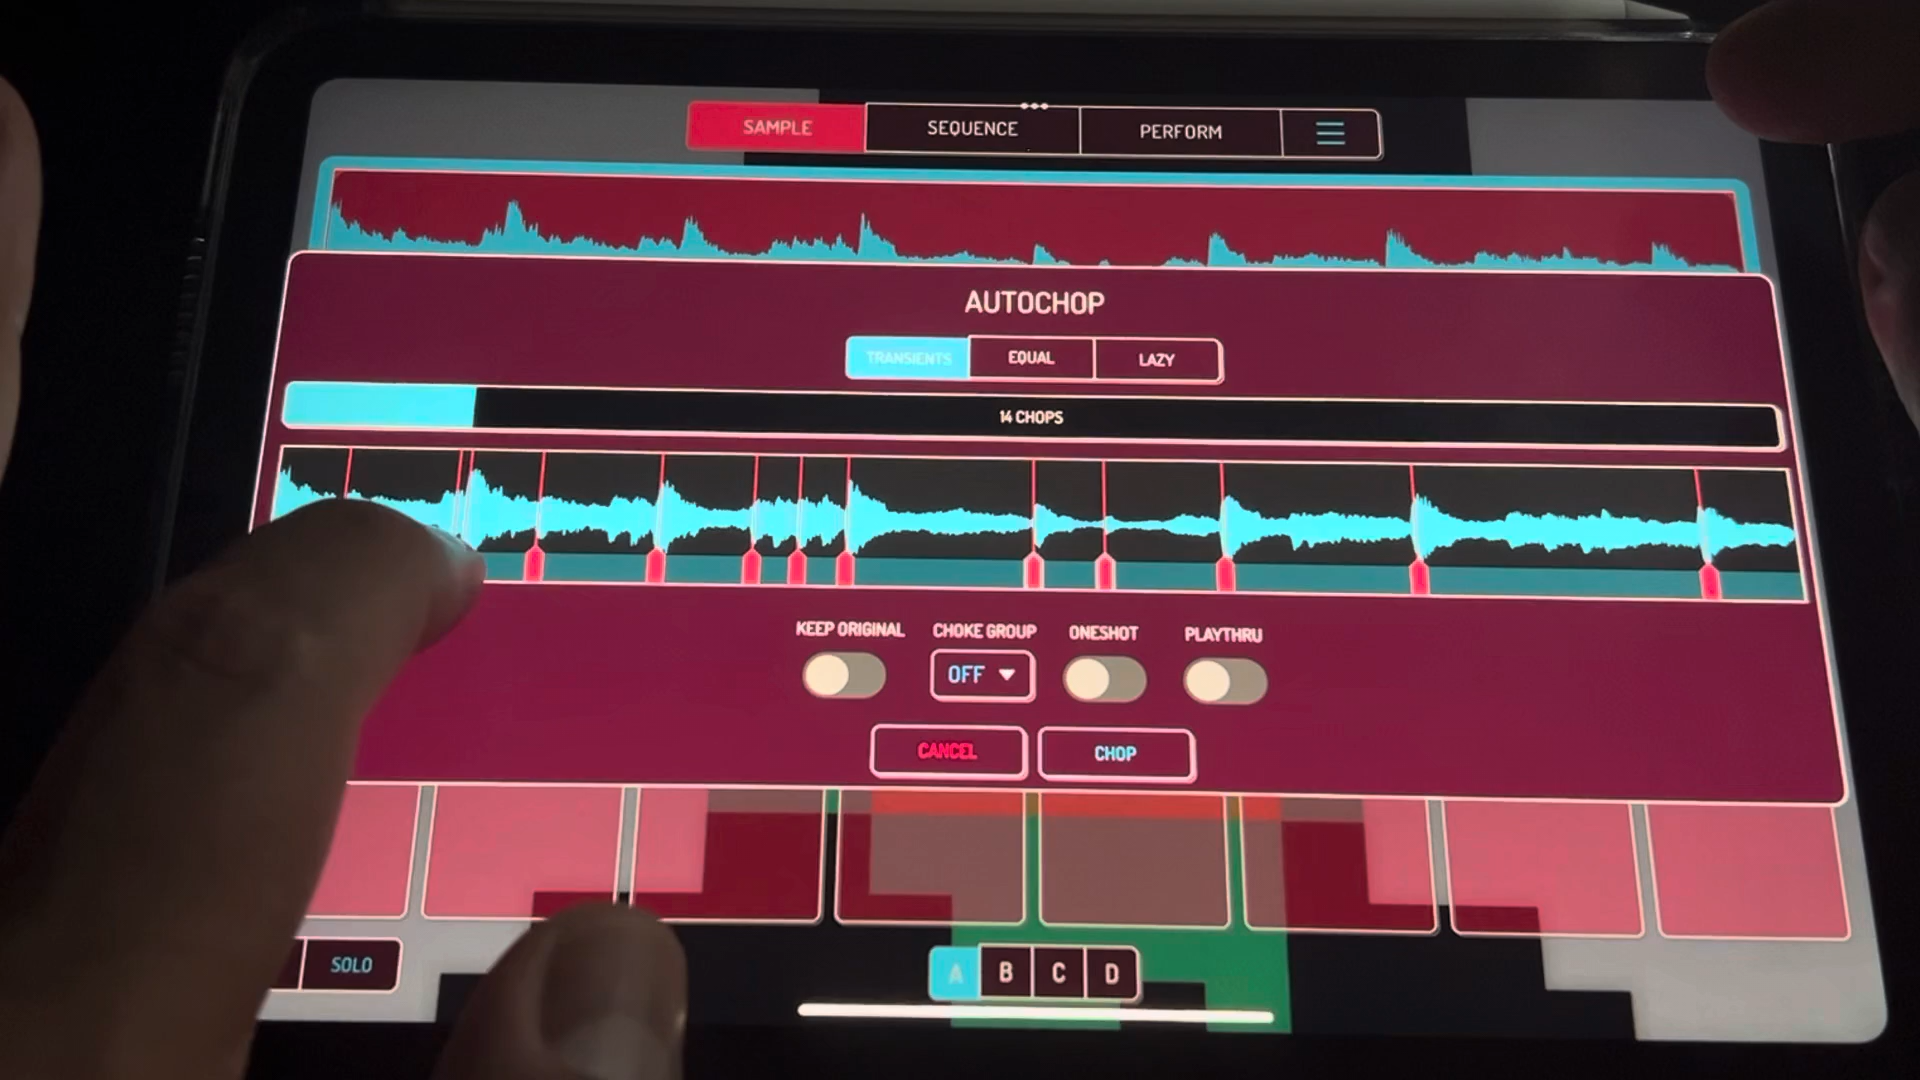 SAMPLE SEQUENCE PERFORM
AUTOCHOP
TRANSIENTS EQUAL LAZY
14 CHOPS
KEEP ORIGINAL CHOKE GROUP ONESHOT PLAYTHRU
OFF
CANCEL CHOP
SOLO A B C D